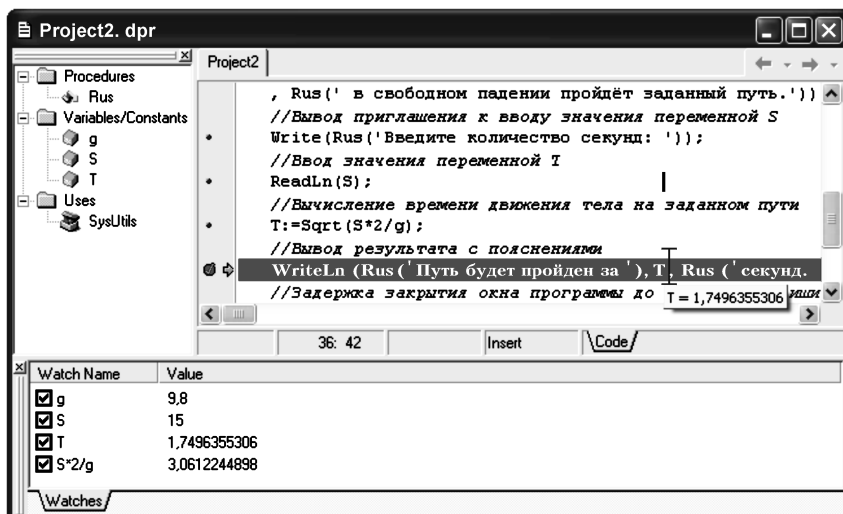 Project2. dpr
Procedures
Rus
Variables/Constants
g
S
T
Uses
SysUtils
Project2
, Rus(' в свободном падении пройдёт заданный путь.'))
//Вывод приглашения к вводу значения переменной S
Write(Rus('Введите количество секунд: '));
//Ввод значения переменной T
ReadLn(S);
//Вычисление времени движения тела на заданном пути
T:=Sqrt(S*2/g);
//Вывод результата с пояснениями
WriteLn (Rus ('Путь будет пройден за '), T, Rus ('секунд.
//Задержка закрытия окна программы до
T = 1,7496355306
36: 42
Insert
Code
Watch Name Value
g 9,8
S 15
T 1,7496355306
S*2/g 3,0612244898
Watches